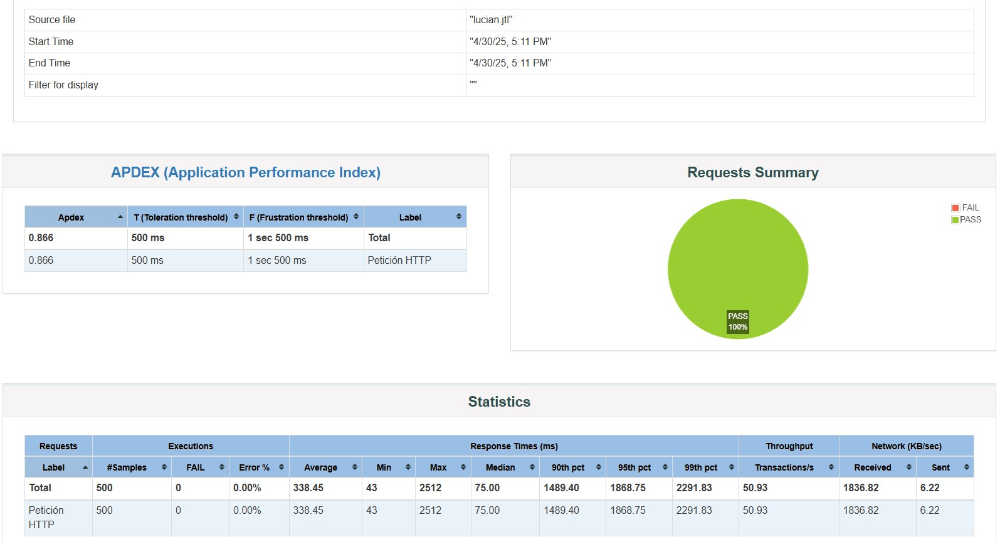 Source file "lucian.jtl"
Start Time "4/30/25, 5:11 PM"
End Time "4/30/25, 5:11 PM"
Filter for display ""
APDEX (Application Performance Index)
Apdex T (Toleration threshold) F (Frustration threshold) Label
0.866 500 ms 1 sec 500 ms Total
0.866 500 ms 1 sec 500 ms Petición HTTP
Requests Summary
FAIL
PASS
PASS
100%
Statistics
Requests Executions Response Times (ms) Throughput Network (KB/sec)
Label #Samples FAIL Error % Average Min Max Median 90th pct 95th pct 99th pct Transactions/s Received Sent
Total 500 0 0.00% 338.45 43 2512 75.00 1489.40 1868.75 2291.83 50.93 1836.82 6.22
Petición HTTP 500 0 0.00% 338.45 43 2512 75.00 1489.40 1868.75 2291.83 50.93 1836.82 6.22